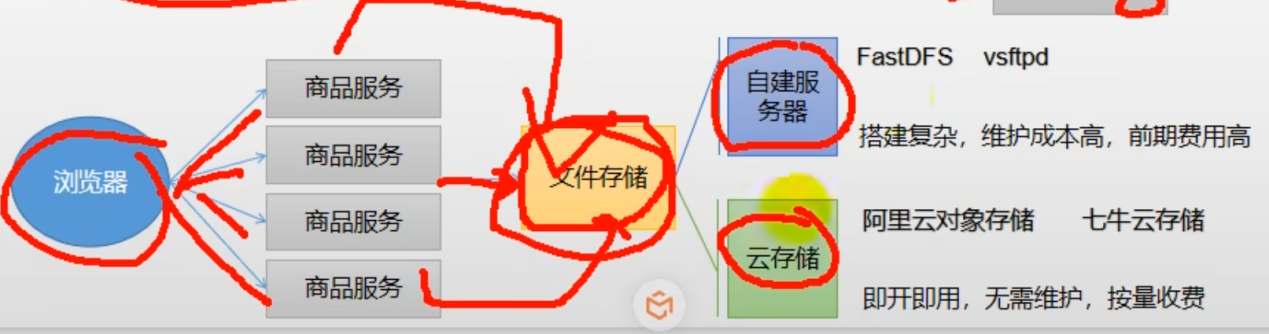 浏览器
商品服务
商品服务
商品服务
商品服务
文件存储
自建服
务器
FastDFS vsftpd
搭建复杂，维护成本高，前期费用高
云存储
阿里云对象存储 七牛云存储
即开即用，无需维护，按量收费